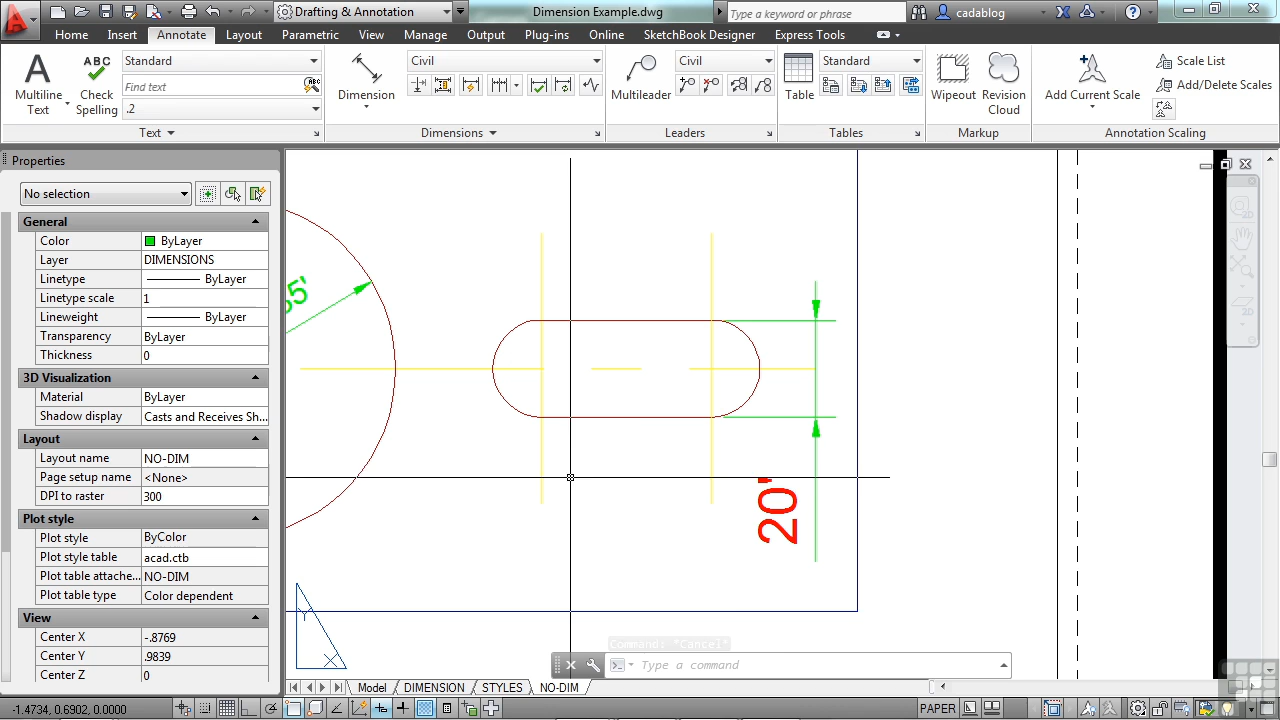 Drafting & Annotation
Dimension Example.dwg
Type a keyword or phrase
cadablog
Home Insert Annotate Layout Parametric View Manage Output Plug-ins Online SketchBook Designer Express Tools
A ABC Standard Civil Civil Standard Scale List
Find text
Multiline Text
Check Spelling
.2
Dimension
Multileader
Table
Wipeout
Revision Cloud
Add Current Scale
Add/Delete Scales
Text Dimensions Leaders Tables Markup Annotation Scaling
Properties
No selection
General
Color ByLayer
Layer DIMENSIONS
Linetype ByLayer
Linetype scale 1
Lineweight ByLayer
Transparency ByLayer
Thickness 0
3D Visualization
Material ByLayer
Shadow display Casts and Receives Sh...
Layout
Layout name NO-DIM
Page setup name <None>
DPI to raster 300
Plot style
Plot style ByColor
Plot style table acad.ctb
Plot table attache... NO-DIM
Plot table type Color dependent
View
Center X -.8769
Center Y .9839
Center Z 0
5'
20'
Y
X
Command: *Cancel*
Type a command
Model DIMENSION STYLES NO-DIM
-1.4734, 0.6902, 0.0000
PAPER